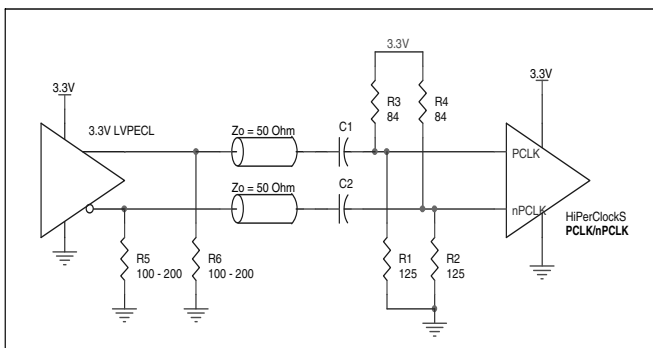 3.3V
3.3V
3.3V
3.3V LVPECL
Zo = 50 Ohm
C1
R3
84
R4
84
PCLK
Zo = 50 Ohm
C2
nPCLK
HiPerClockS
PCLK/nPCLK
R5
100 - 200
R6
100 - 200
R1
125
R2
125